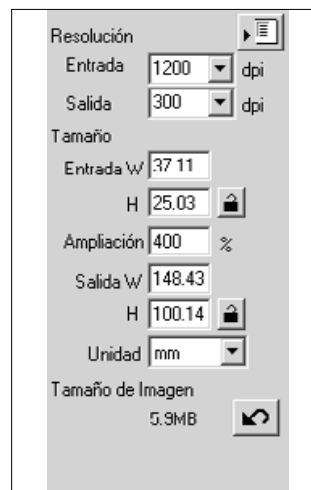 Resolución
Entrada 1200 dpi
Salida 300 dpi
Tamaño
Entrada W 37.11
H 25.03
Ampliación 400 %
Salida W 148.43
H 100.14
Unidad mm
Tamaño de Imagen
5.9MB